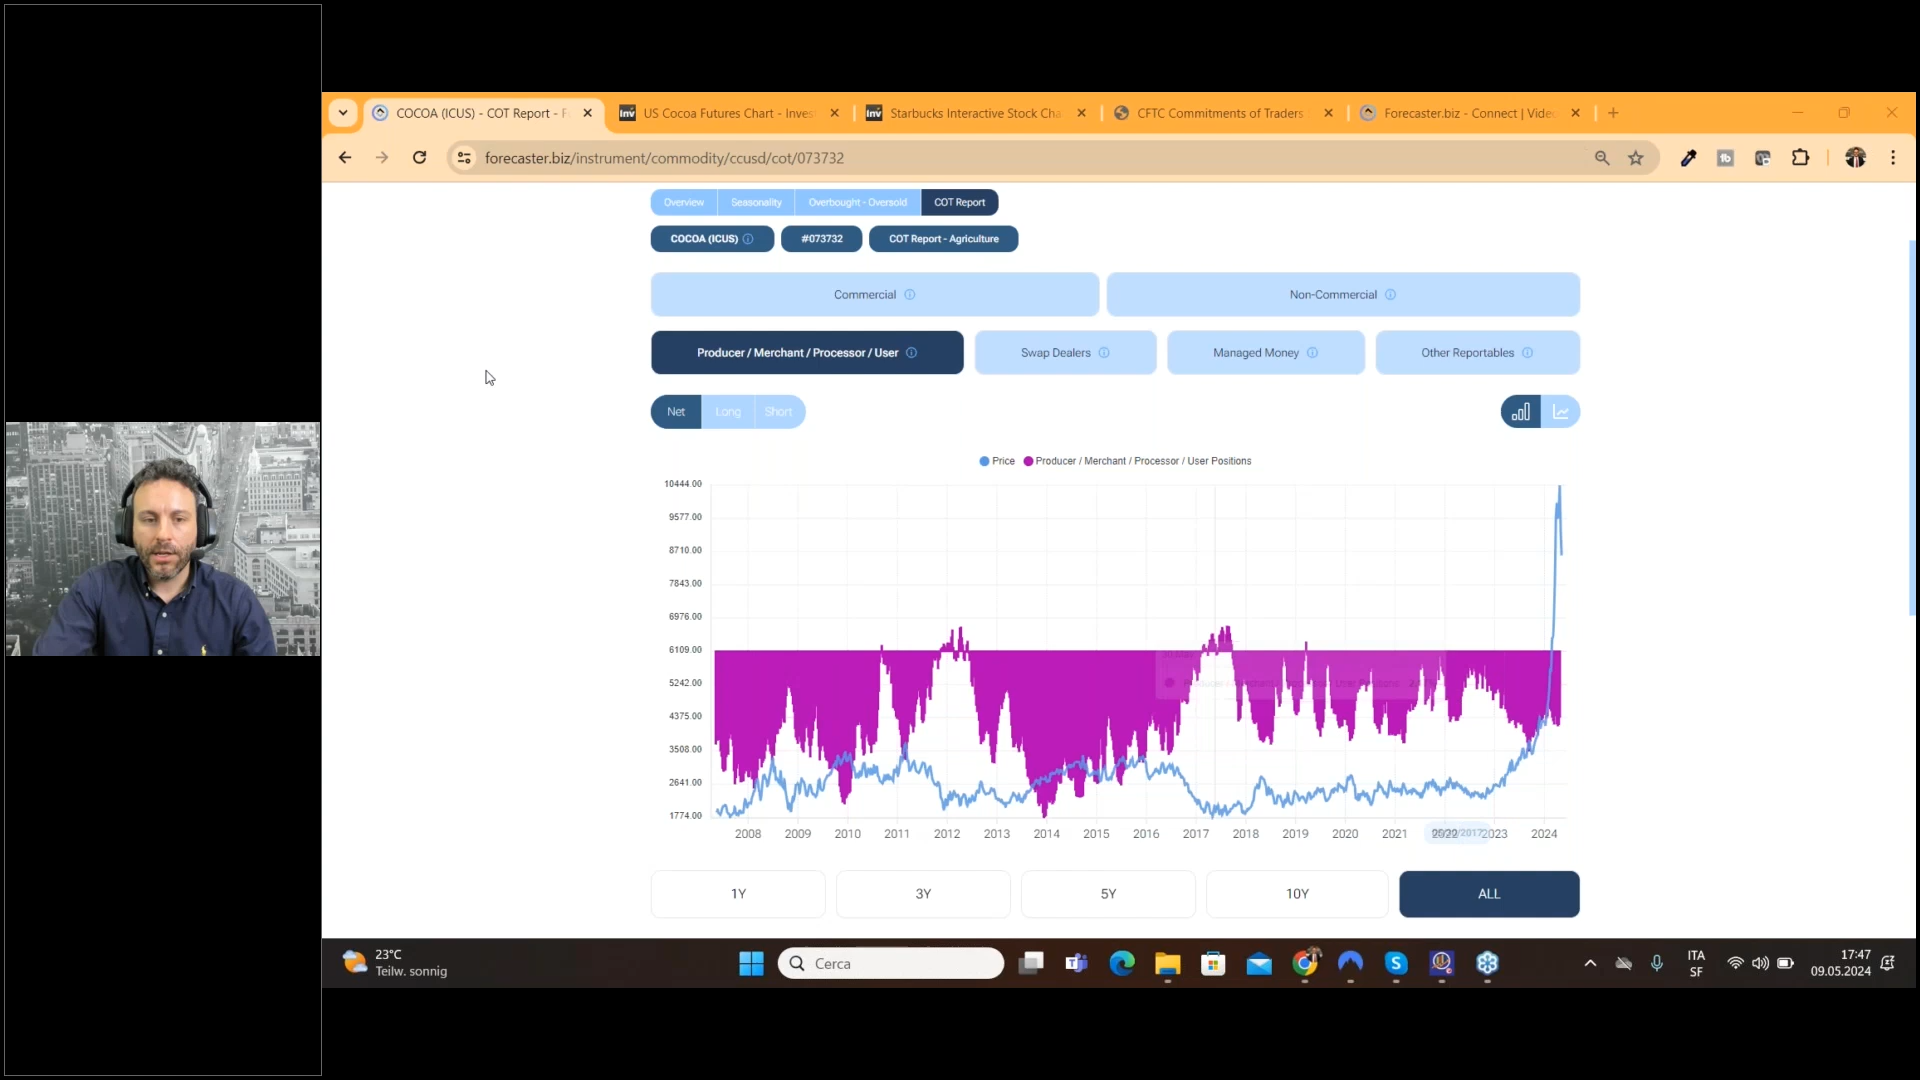 COCOA (ICUS) - COT Report - F
US Cocoa Futures Chart - Inves
Starbucks Interactive Stock Cha
CFTC Commitments of Traders
Forecaster.biz - Connect | Vide
forecaster.biz/instrument/commodity/ccusd/cot/073732
Overview
Seasonality
Overbought - Oversold
COT Report
COCOA (ICUS)
#073732
COT Report - Agriculture
Commercial
Non-Commercial
Producer / Merchant / Processor / User
Swap Dealers
Managed Money
Other Reportables
Net
Long
Short
Price
Producer / Merchant / Processor / User Positions
10444.00
9577.00
8710.00
7843.00
6976.00
6109.00
5242.00
4375.00
3508.00
2641.00
1774.00
2008 2009 2010 2011 2012 2013 2014 2015 2016 2017 2018 2019 2020 2021 2022 2023 2024
1Y
3Y
5Y
10Y
ALL
23°C
Teilw. sonnig
Cerca
ITA
SF
17:47
09.05.2024